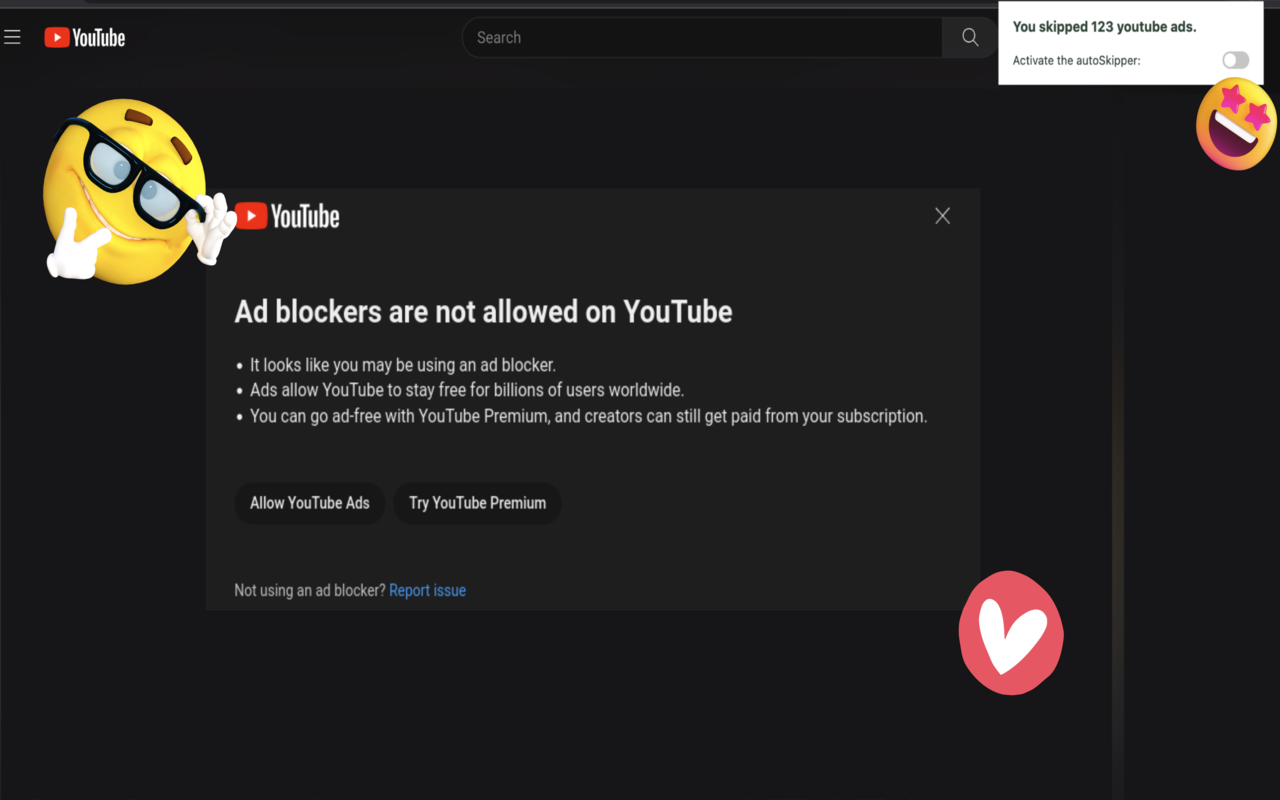 YouTube
Search
You skipped 123 youtube ads.
Activate the autoSkipper:
YouTube
Ad blockers are not allowed on YouTube
• It looks like you may be using an ad blocker.
• Ads allow YouTube to stay free for billions of users worldwide.
• You can go ad-free with YouTube Premium, and creators can still get paid from your subscription.
Allow YouTube Ads
Try YouTube Premium
Not using an ad blocker? Report issue